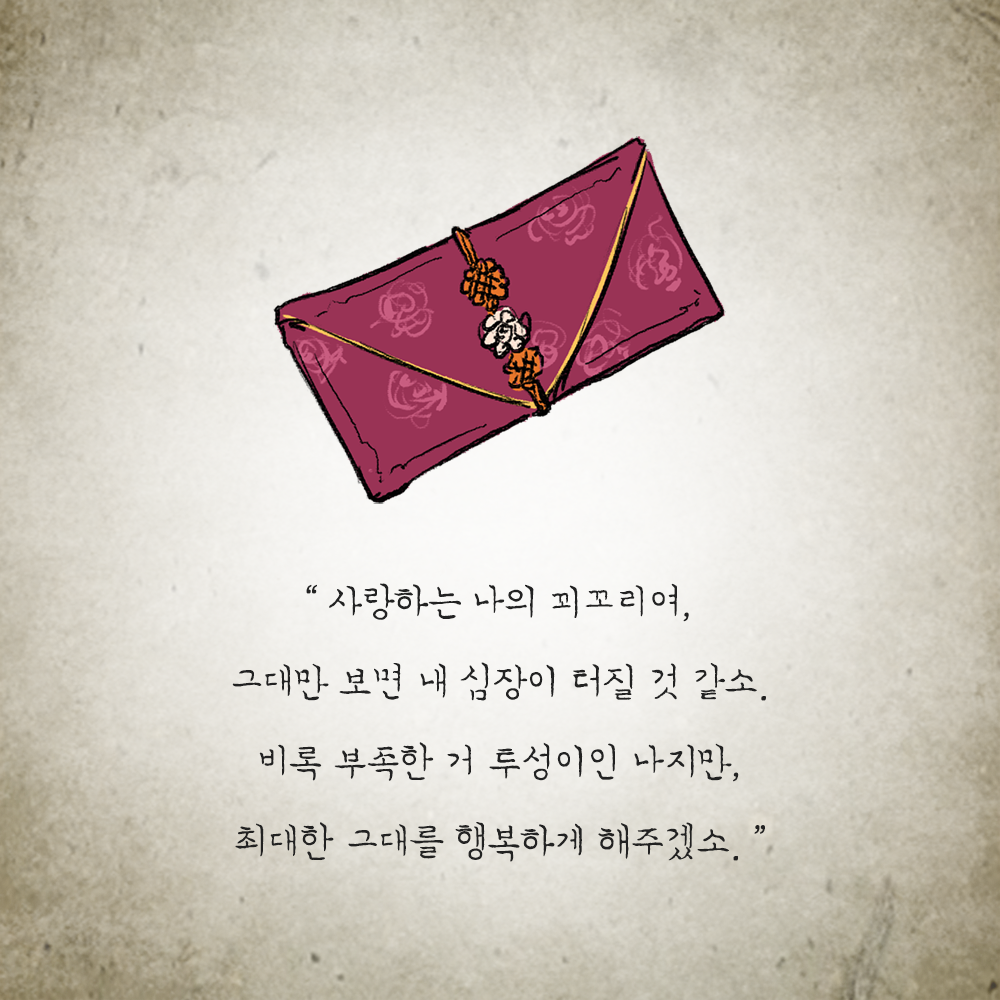 “ 사랑하는 나의 꾀꼬리여,
그대만 보면 내 심장이 터질 것 같소.
비록 부족한 거 투성이인 나지만,
최대한 그대를 행복하게 해주겠소. ”